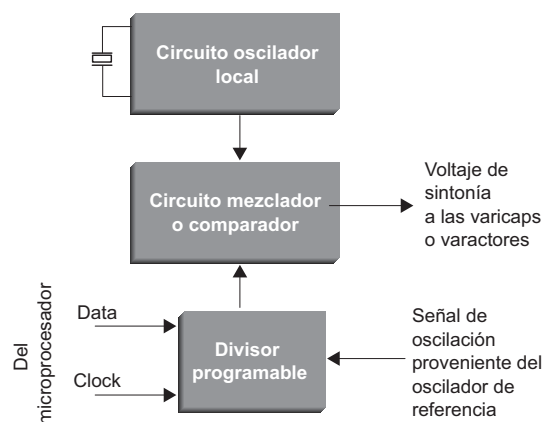 Circuito oscilador
local
Circuito mezclador
o comparador
Voltaje de
sintonía
a las varicaps
o varactores
Del
microprocesador
Data
Clock
Divisor
programable
Señal de
oscilación
proveniente del
oscilador de
referencia